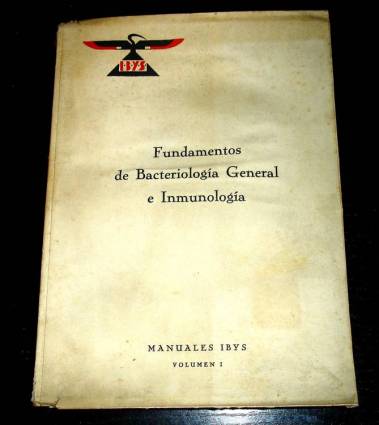 IBYS
Fundamentos
de Bacteriología General
e Inmunología
MANUALES IBYS
VOLUMEN I